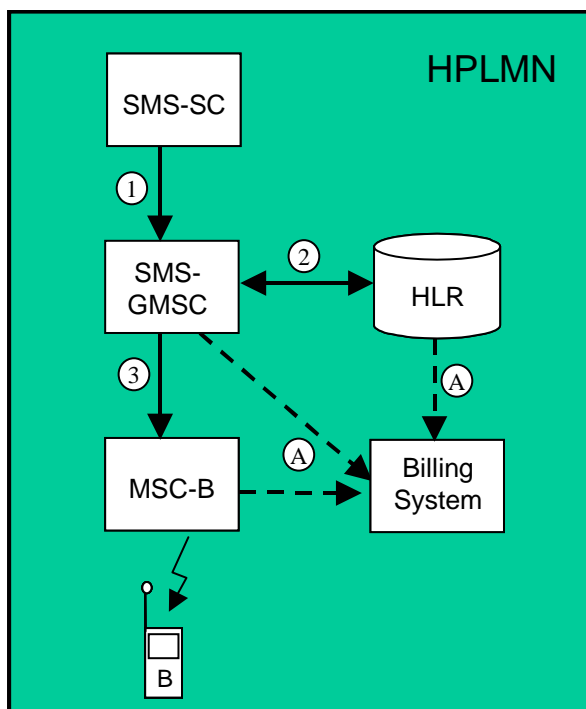 HPLMN
SMS-SC
1
SMS-
GMSC
2
HLR
3
A
A
MSC-B
Billing
System
B